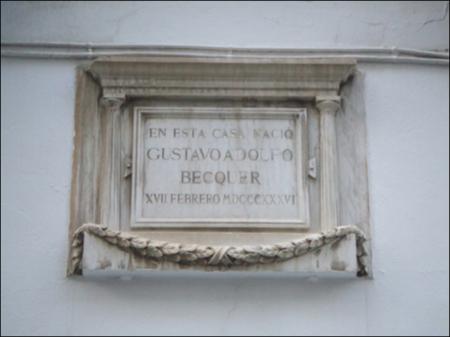 EN ESTA CASA NACIO
GUSTAVO ADOLFO
BECQUER
XVII FEBRERO MDCCCXXXVI